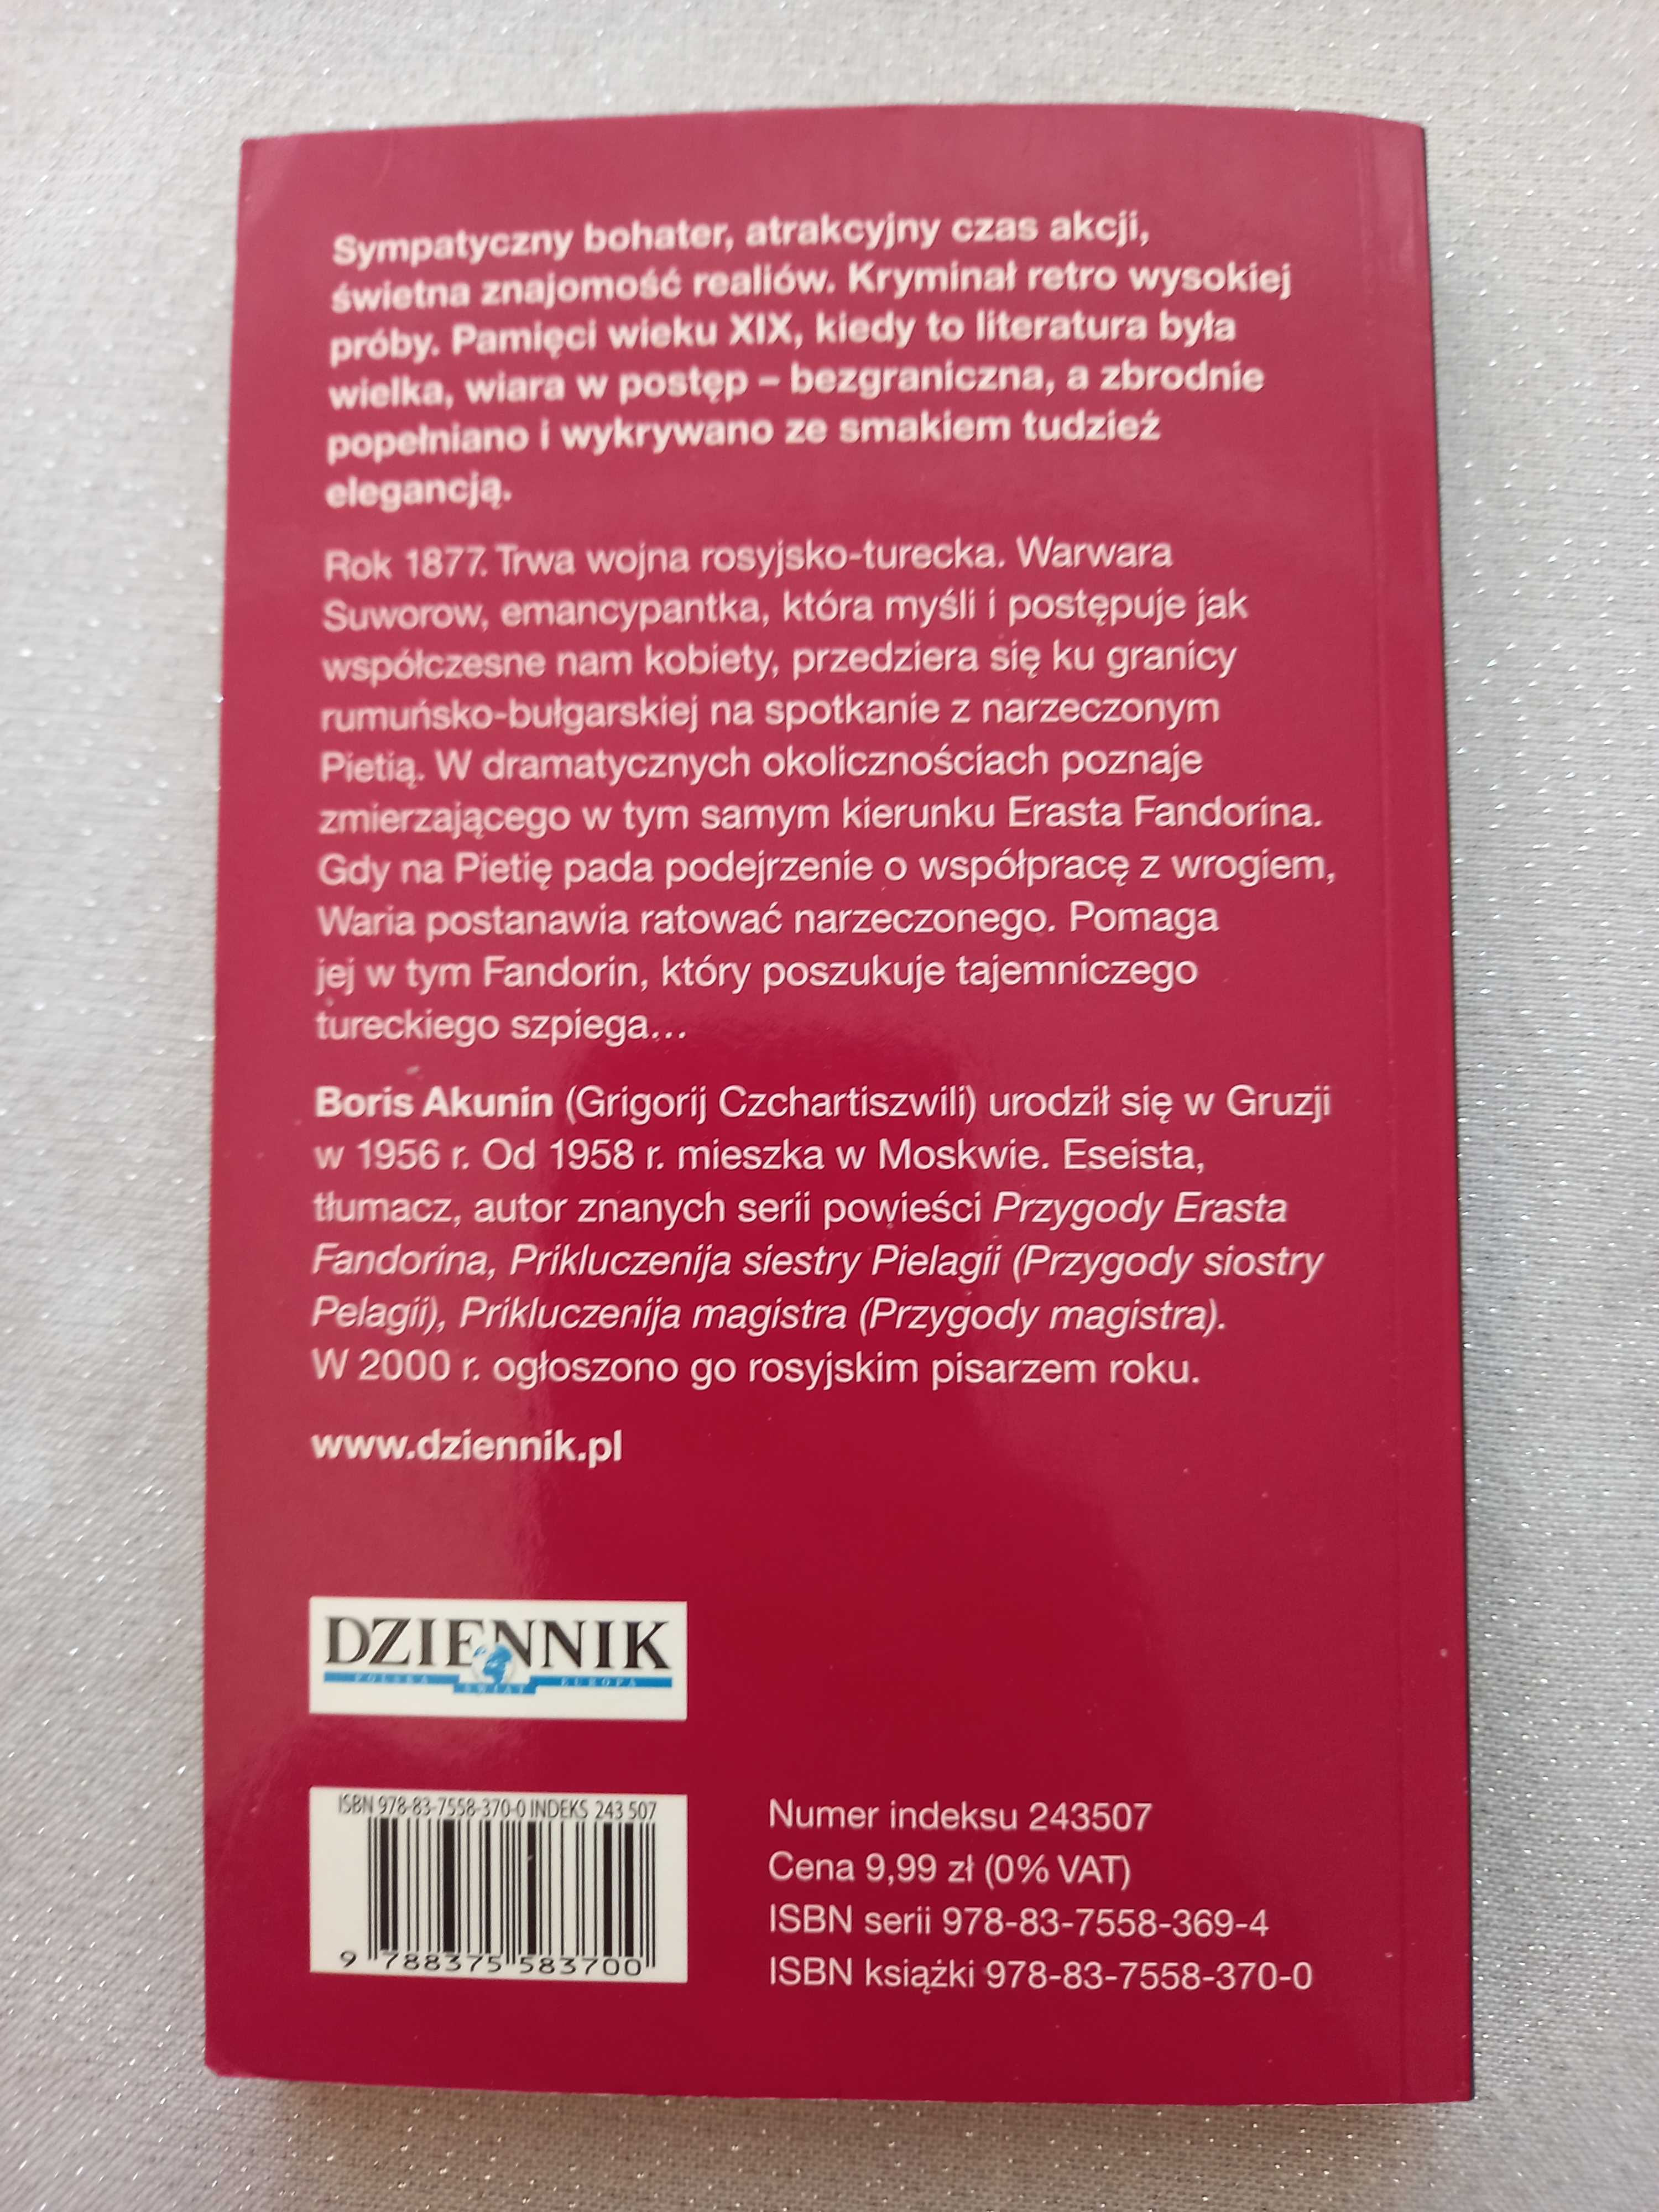 Sympatyczny bohater, atrakcyjny czas akcji,
świetna znajomość realiów. Kryminał retro wysokiej
próby. Pamięci wieku XIX, kiedy to literatura była
wielka, wiara w postęp – bezgraniczna, a zbrodnie
popełniano i wykrywano ze smakiem tudzież
elegancją.
Rok 1877. Trwa wojna rosyjsko-turecka. Warwara
Suworow, emancypantka, która myśli i postępuje jak
współczesne nam kobiety, przedziera się ku granicy
rumuńsko-bułgarskiej na spotkanie z narzeczonym
Pietią. W dramatycznych okolicznościach poznaje
zmierzającego w tym samym kierunku Erasta Fandorina.
Gdy na Pietię pada podejrzenie o współpracę z wrogiem,
Waria postanawia ratować narzeczonego. Pomaga
jej w tym Fandorin, który poszukuje tajemniczego
tureckiego szpiega...
Boris Akunin (Grigorij Czchartiszwili) urodził się w Gruzji
w 1956 r. Od 1958 r. mieszka w Moskwie. Eseista,
tłumacz, autor znanych serii powieści Przygody Erasta
Fandorina, Prikluczenija siestry Pielagii (Przygody siostry
Pelagii), Prikluczenija magistra (Przygody magistra).
W 2000 r. ogłoszono go rosyjskim pisarzem roku.
www.dziennik.pl
DZIENNIK
POLSKA ŚWIAT EUROPA
ISBN 978-83-7558-370-0 INDEKS 243 507
9 788375 583700
Numer indeksu 243507
Cena 9,99 zł (0% VAT)
ISBN serii 978-83-7558-369-4
ISBN książki 978-83-7558-370-0